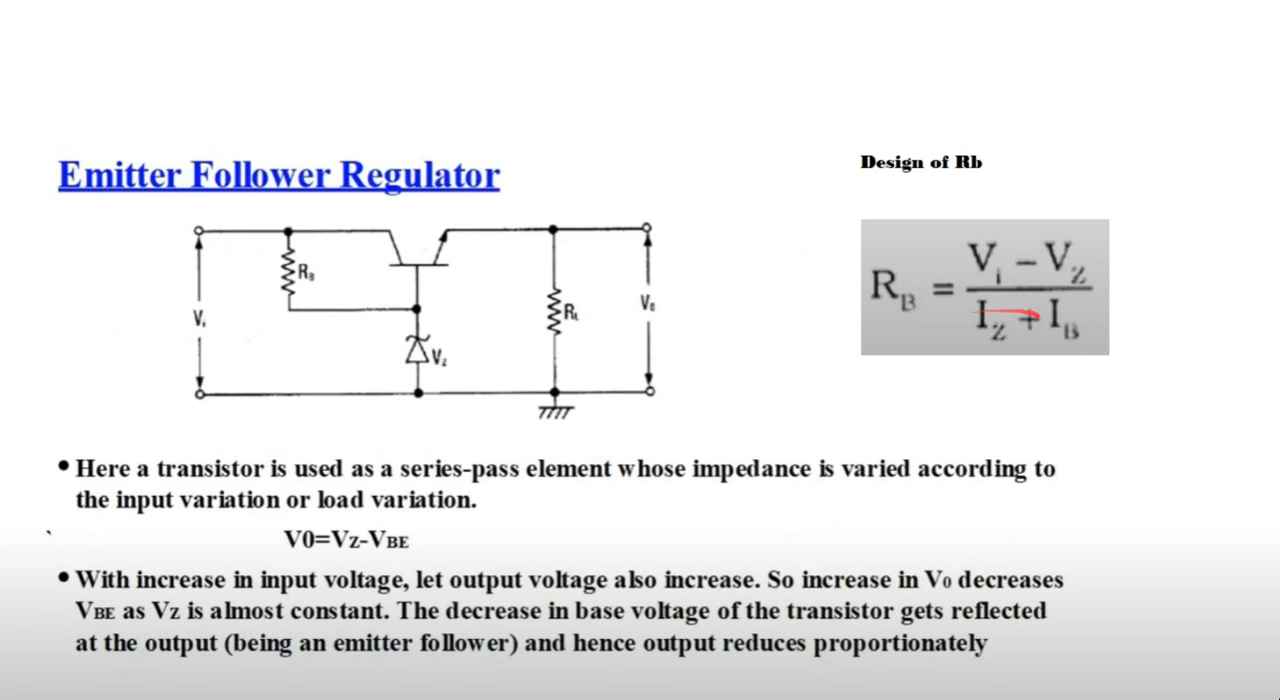 Design of Rb
Emitter Follower Regulator
R_B = (V_i − V_Z) / (I_Z + I_B)
R_B
V_i
V_Z
R_L
V_o
• Here a transistor is used as a series-pass element whose impedance is varied according to
the input variation or load variation.
V0=VZ-VBE
• With increase in input voltage, let output voltage also increase. So increase in Vo decreases
VBE as VZ is almost constant. The decrease in base voltage of the transistor gets reflected
at the output (being an emitter follower) and hence output reduces proportionately